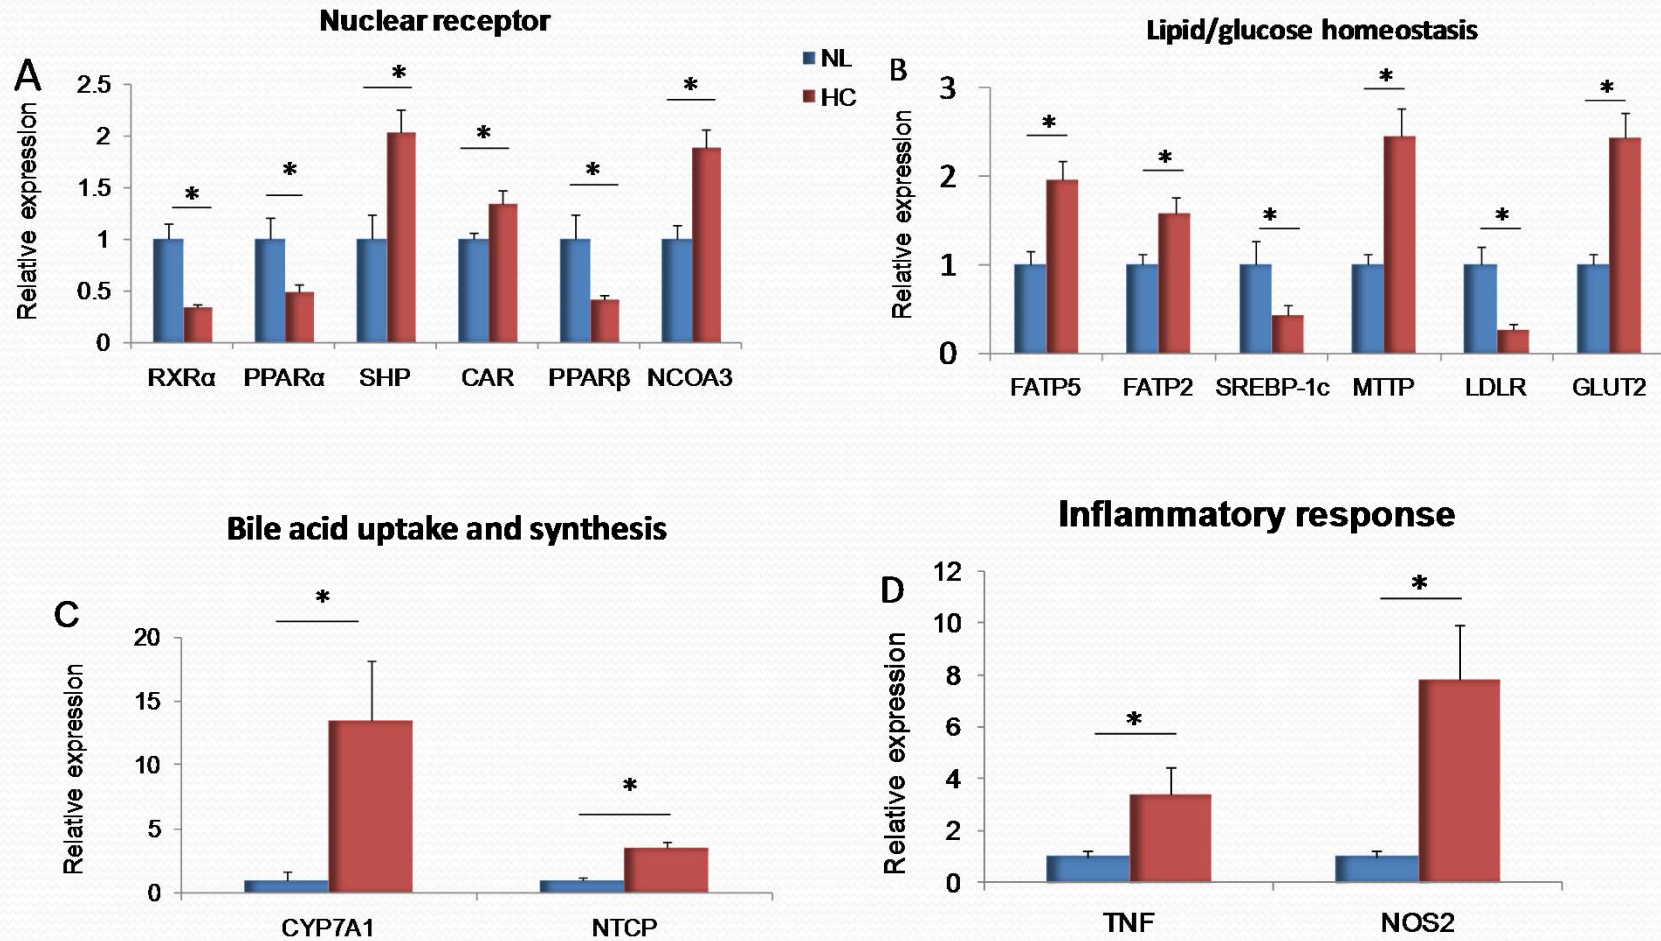 Nuclear receptor
A
2.5
2
1.5
1
0.5
0
Relative expression
* * * * * *
RXRα PPARα SHP CAR PPARβ NCOA3
NL
HC
Lipid/glucose homeostasis
B
3
2
1
0
Relative expression
* * * * * *
FATP5 FATP2 SREBP-1c MTTP LDLR GLUT2
Bile acid uptake and synthesis
C
20
15
10
5
0
Relative expression
* *
CYP7A1 NTCP
Inflammatory response
D
12
10
8
6
4
2
0
Relative expression
* *
TNF NOS2